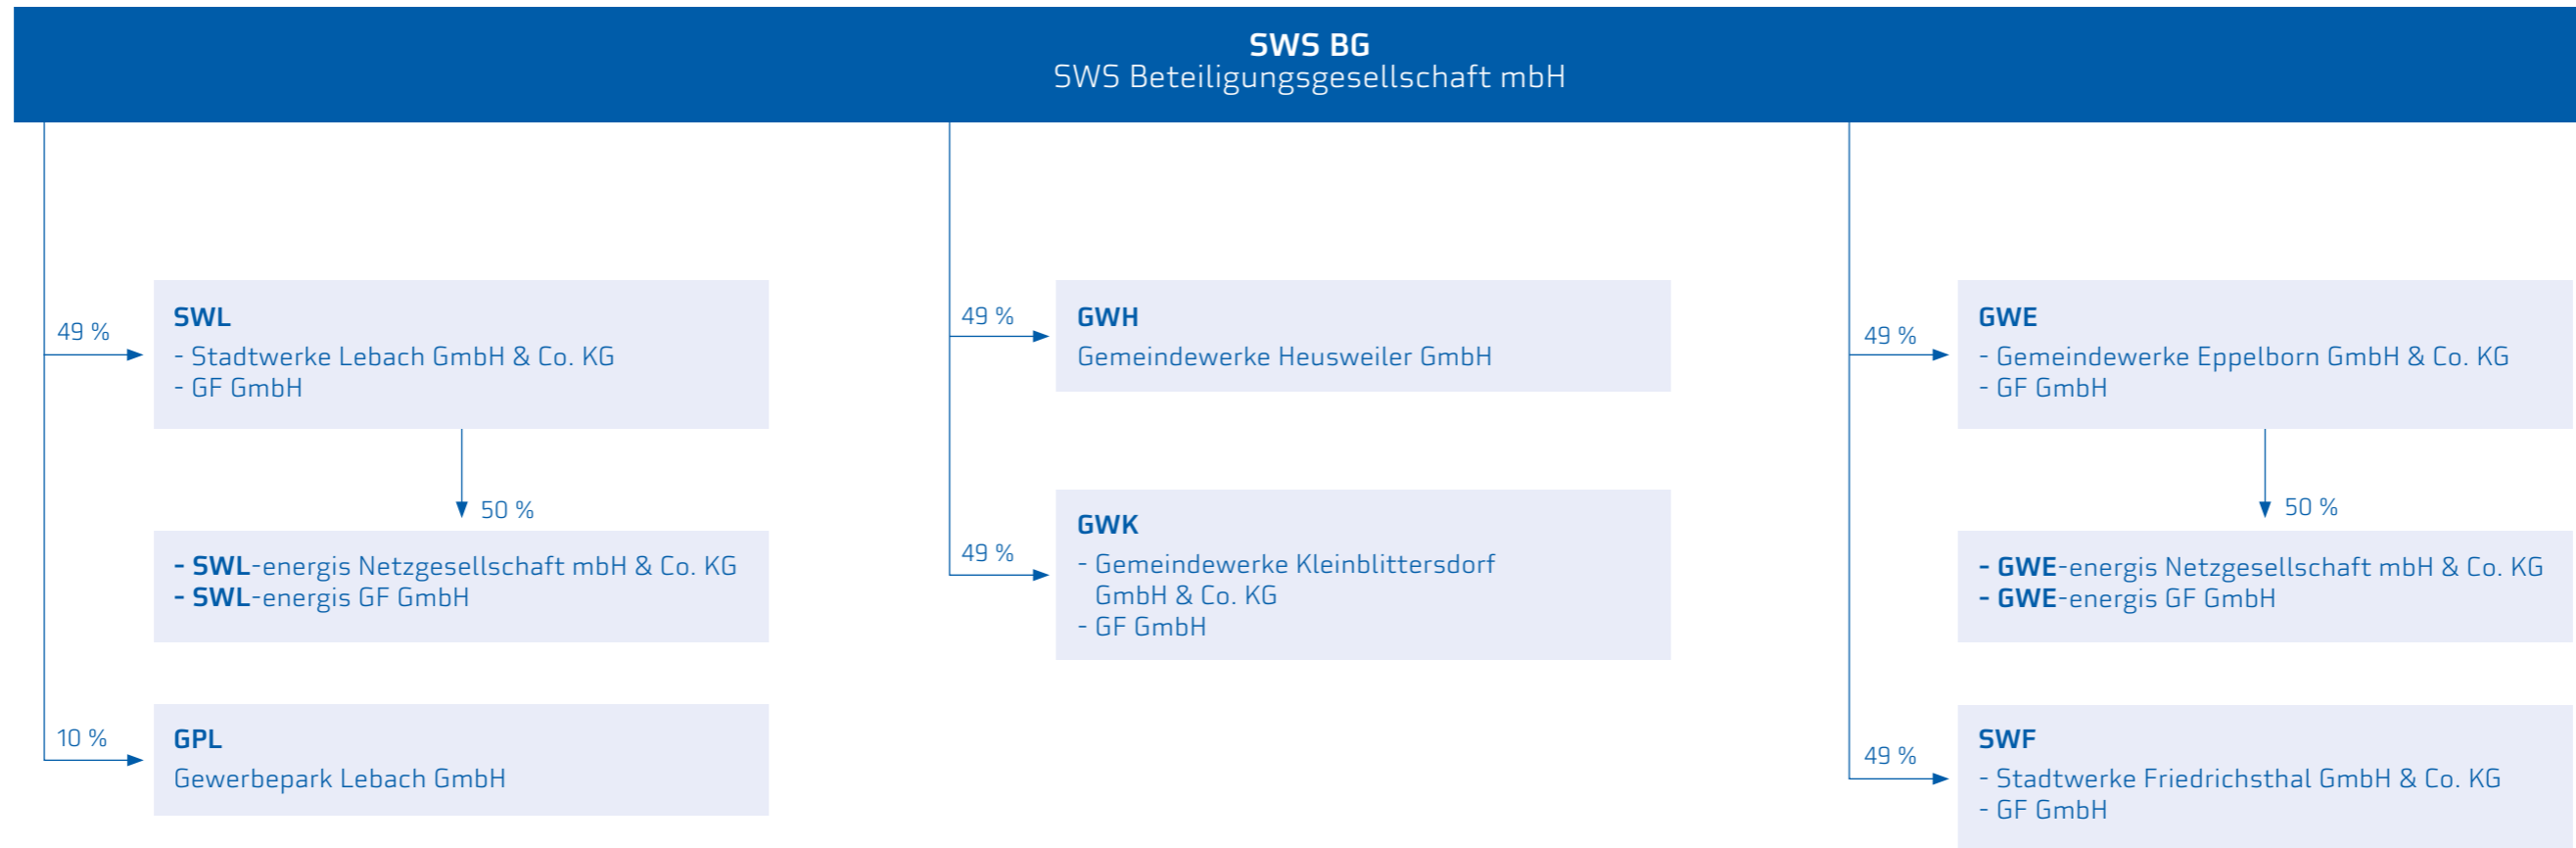 SWS BG
SWS Beteiligungsgesellschaft mbH
49 %
SWL
- Stadtwerke Lebach GmbH & Co. KG
- GF GmbH
50 %
- SWL-energis Netzgesellschaft mbH & Co. KG
- SWL-energis GF GmbH
10 %
GPL
Gewerbepark Lebach GmbH
49 %
GWH
Gemeindewerke Heusweiler GmbH
49 %
GWK
- Gemeindewerke Kleinblittersdorf
GmbH & Co. KG
- GF GmbH
49 %
GWE
- Gemeindewerke Eppelborn GmbH & Co. KG
- GF GmbH
50 %
- GWE-energis Netzgesellschaft mbH & Co. KG
- GWE-energis GF GmbH
49 %
SWF
- Stadtwerke Friedrichsthal GmbH & Co. KG
- GF GmbH